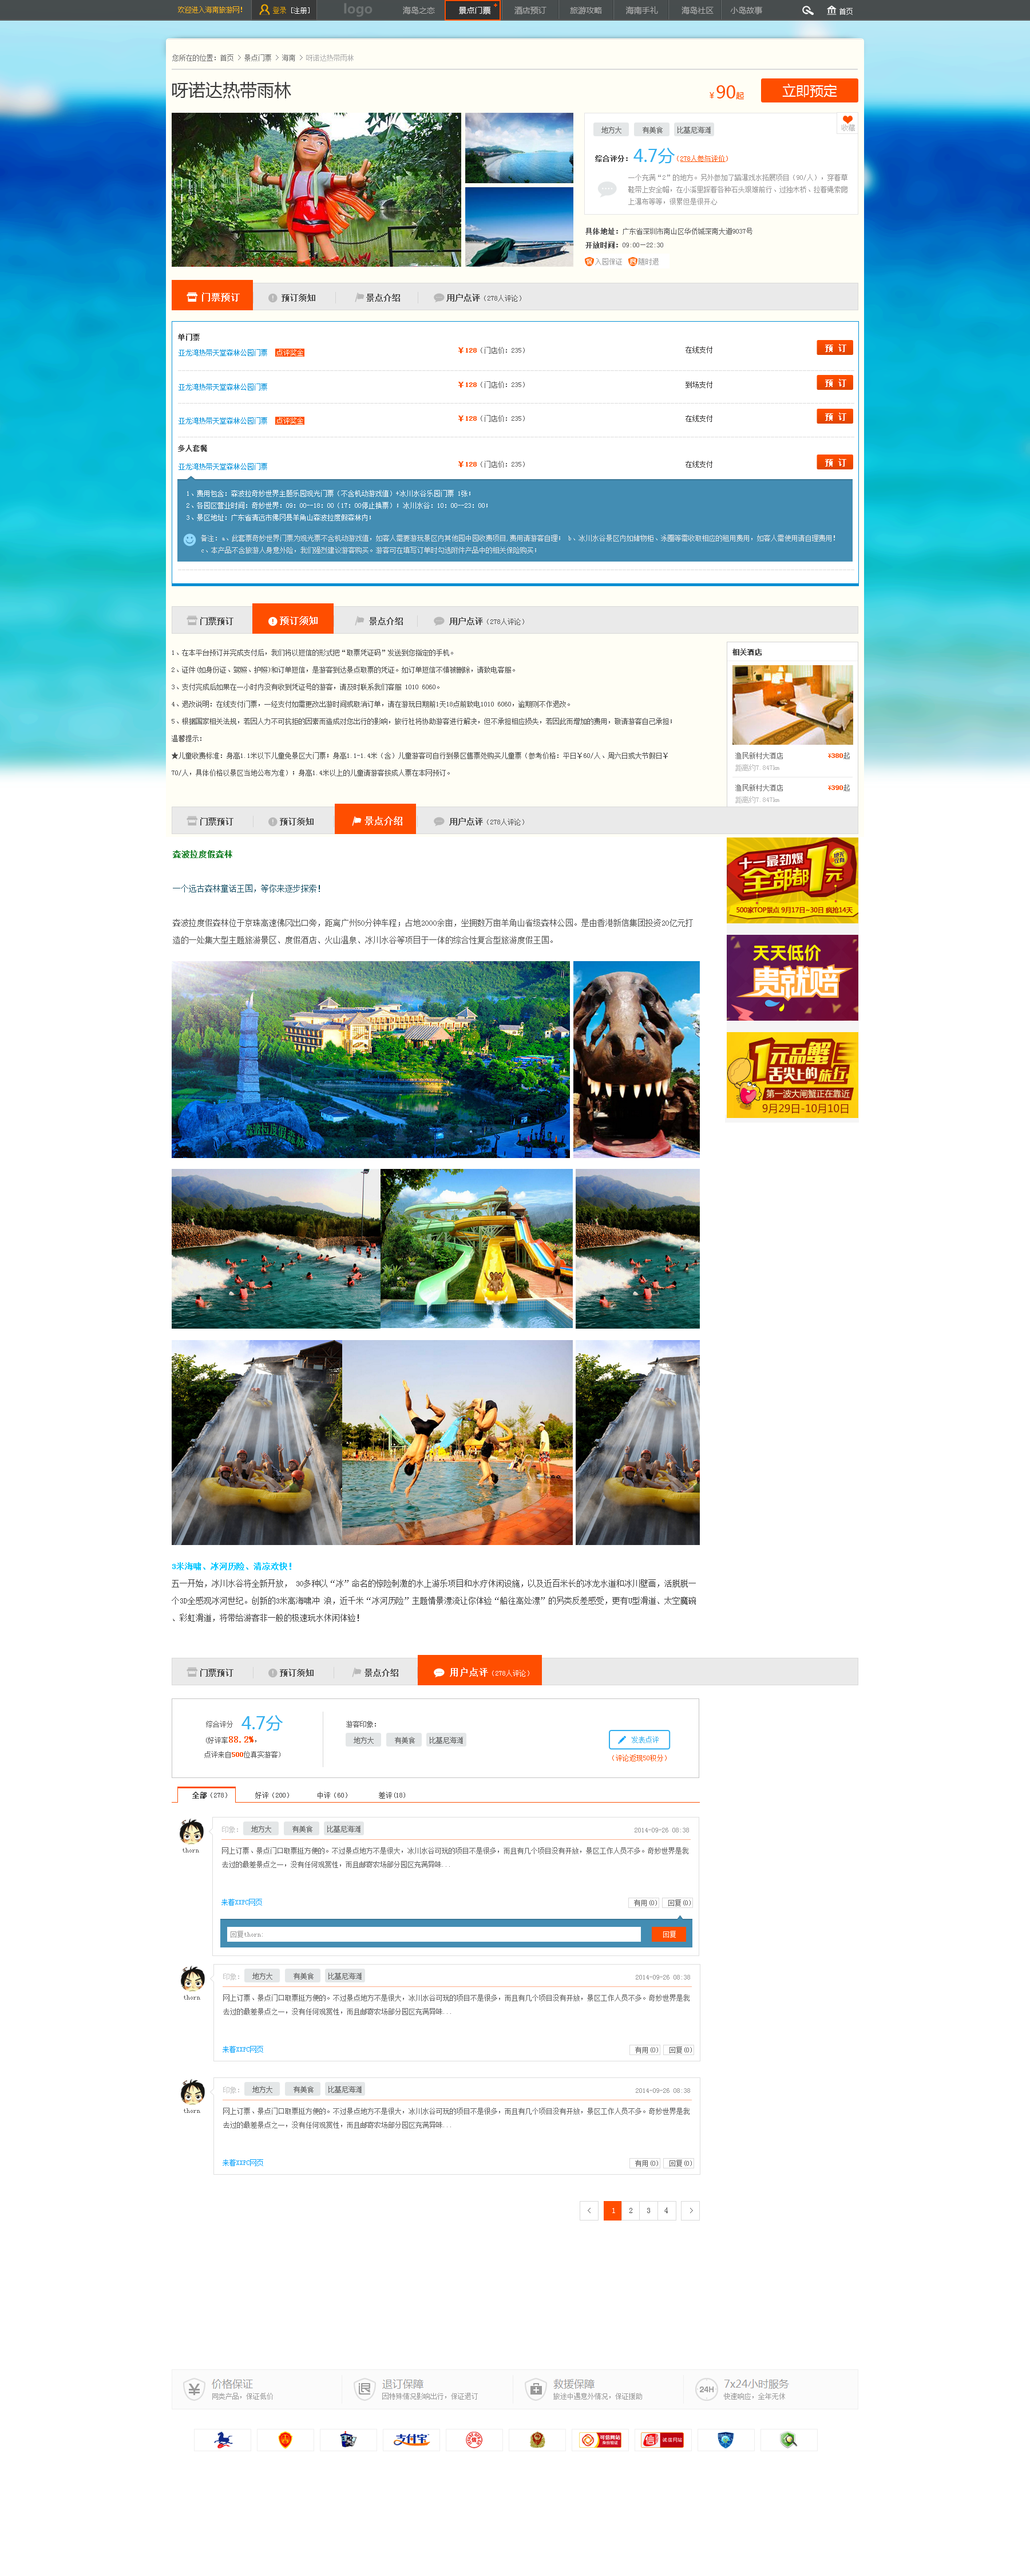 欢迎进入海南旅游网！ 登录 [注册] logo 海岛之恋 景点门票 酒店预订 旅游攻略 海南手礼 海岛社区 小岛故事 首页
您所在的位置：首页 > 景点门票 > 海南 > 呀诺达热带雨林
呀诺达热带雨林
¥90起 立即预定
收藏
地方大 有美食 比基尼海滩
综合评分：4.7分（278人参与评价）
一个充满“2”的地方。另外参加了踹瀑戏水拓展项目（90/人），穿着草
鞋带上安全帽，在小溪里踩着各种石头缓缓前行、过独木桥、拉着绳索爬
上瀑布等等，很累但是很开心
具体地址：广东省深圳市南山区华侨城深南大道9037号
开放时间：09:00—22:30
入园保证 随时退
门票预订 预订须知 景点介绍 用户点评（278人评论）
单门票
亚龙湾热带天堂森林公园门票 点评奖金 ¥128（门店价：235） 在线支付 预 订
亚龙湾热带天堂森林公园门票 ¥128（门店价：235） 到场支付 预 订
亚龙湾热带天堂森林公园门票 点评奖金 ¥128（门店价：235） 在线支付 预 订
多人套餐
亚龙湾热带天堂森林公园门票 ¥128（门店价：235） 在线支付 预 订
1、费用包含：森波拉奇妙世界主题乐园观光门票（不含机动游戏值）+冰川水谷乐园门票 1张！
2、各园区营业时间：奇妙世界：09：00--18：00（17：00停止换票）！ 冰川水谷：10：00--23：00！
3、景区地址：广东省清远市佛冈县羊角山森波拉度假森林内！
备注：a、此套票奇妙世界门票为观光票不含机动游戏值，如客人需要游玩景区内其他园中园收费项目，费用请游客自理！ b、冰川水谷景区内如储物柜、泳圈等需收取相应的租用费用，如客人需使用请自理费用！
c、本产品不含旅游人身意外险，我们强烈建议游客购买。游客可在填写订单时勾选附件产品中的相关保险购买！
门票预订 预订须知 景点介绍 用户点评（278人评论）
1、在本平台预订并完成支付后，我们将以短信的形式把“取票凭证码”发送到您指定的手机。
2、证件(如身份证、驾照、护照)和订单短信，是游客到达景点取票的凭证。如订单短信不慎被删除，请致电客服。
3、支付完成后如果在一小时内没有收到凭证号的游客，请及时联系我们客服 1010 6060。
4、退改说明：在线支付门票，一经支付如需更改出游时间或取消订单，请在游玩日期前1天18点前致电1010 6060，逾期则不作退改。
5、根据国家相关法规，若因人力不可抗拒的因素而造成对您出行的影响，旅行社将协助游客进行解决，但不承担相应损失，若因此而增加的费用，敬请游客自己承担！
温馨提示：
★儿童收费标准：身高1.1米以下儿童免景区大门票；身高1.1-1.4米（含）儿童游客可自行到景区售票处购买儿童票（参考价格：平日¥60/人、周六日或大节假日¥
70/人，具体价格以景区当地公布为准）；身高1.4米以上的儿童请游客按成人票在本网预订。
相关酒店
渔民新村大酒店 ¥380起
距离约7.847km
渔民新村大酒店 ¥390起
距离约7.847km
门票预订 预订须知 景点介绍 用户点评（278人评论）
森波拉度假森林
一个远古森林童话王国，等你来逐步探索！
森波拉度假森林位于京珠高速佛冈出口旁，距离广州50分钟车程，占地2000余亩，坐拥数万亩羊角山省级森林公园。是由香港新信集团投资20亿元打
造的一处集大型主题旅游景区、度假酒店、火山温泉、冰川水谷等项目于一体的综合性复合型旅游度假王国。
十一最劲爆
全部都1元
500家TOP景点 9月17日~30日 疯抢14天
天天低价
贵就赔
1元品蟹
舌尖上的旅行
第一波大闸蟹正在靠近
9月29日-10月10日
森波拉度假森林
3米海啸、冰河历险、清凉欢快！
五一开始，冰川水谷将全新开放， 30多种以“冰”命名的惊险刺激的水上游乐项目和水疗休闲设施，以及近百米长的冰龙水道和冰川壁画，活脱脱一
个3D全感观冰河世纪。创新的3米高海啸冲 浪，近千米“冰河历险”主题情景漂流让你体验“船往高处漂”的另类反差感受，更有U型滑道、太空魔碗
、彩虹滑道，将带给游客非一般的极速玩水休闲体验！
门票预订 预订须知 景点介绍 用户点评（278人评论）
综合评分 4.7分
(好评率88.2%，
点评来自500位真实游客)
游客印象：
地方大 有美食 比基尼海滩
发表点评
（评论返现50积分）
全部（278） 好评（200） 中评（60） 差评(18)
thorn
印象： 地方大 有美食 比基尼海滩 2014-09-26 08:38
网上订票、景点门口取票挺方便的。不过景点地方不是很大，冰川水谷可玩的项目不是很多，而且有几个项目没有开放，景区工作人员不多。奇妙世界是我
去过的最差景点之一，没有任何观赏性，而且邮寄农场部分园区充满异味...
来着XXPC网页 有用(0) 回复(0)
回复thorn: 回复
thorn
印象： 地方大 有美食 比基尼海滩 2014-09-26 08:38
网上订票、景点门口取票挺方便的。不过景点地方不是很大，冰川水谷可玩的项目不是很多，而且有几个项目没有开放，景区工作人员不多。奇妙世界是我
去过的最差景点之一，没有任何观赏性，而且邮寄农场部分园区充满异味...
来着XXPC网页 有用(0) 回复(0)
thorn
印象： 地方大 有美食 比基尼海滩 2014-09-26 08:38
网上订票、景点门口取票挺方便的。不过景点地方不是很大，冰川水谷可玩的项目不是很多，而且有几个项目没有开放，景区工作人员不多。奇妙世界是我
去过的最差景点之一，没有任何观赏性，而且邮寄农场部分园区充满异味...
来着XXPC网页 有用(0) 回复(0)
< 1 2 3 4 >
价格保证 退订保障 救援保障 24H 7x24小时服务
同类产品，保证低价 因特殊情况影响出行，保证退订 旅途中遇意外情况，保证援助 快速响应，全年无休
支付宝 可信网站 诚信网站